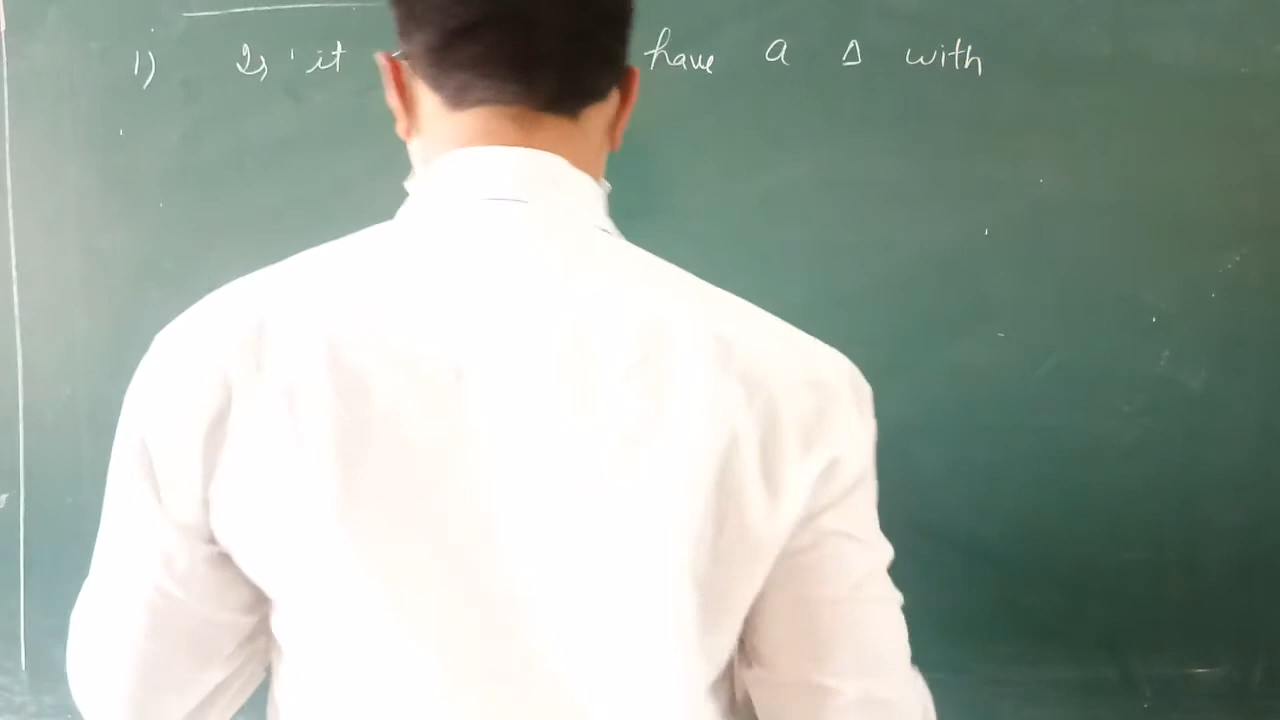 1) Is it have a Δ with